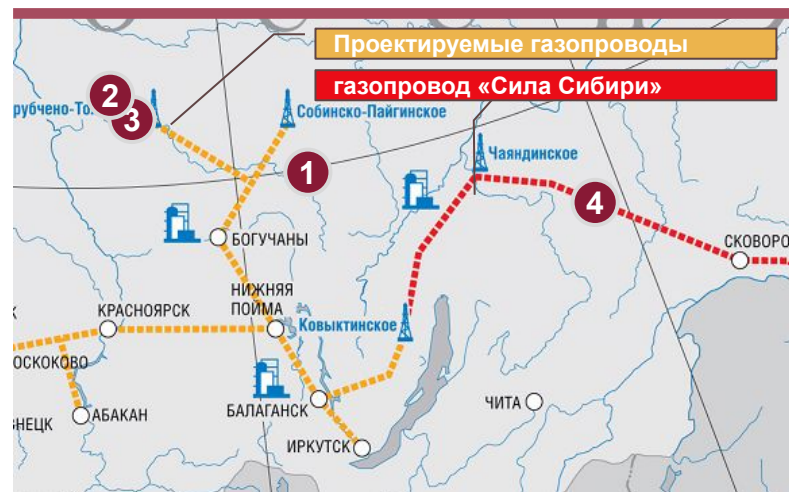 Проектируемые газопроводы
газопровод «Сила Сибири»
2
3
рубчено-То
Собинско-Пайгинское
Чаяндинское
1
4
БОГУЧАНЫ
СКОВОРО
НИЖНЯЯ
ПОЙМА
К
КРАСНОЯРСК
Ковыктинское
ОСКОКОВО
БАЛАГАНСК
ЧИТА
АБАКАН
ЗНЕЦК
ИРКУТСК